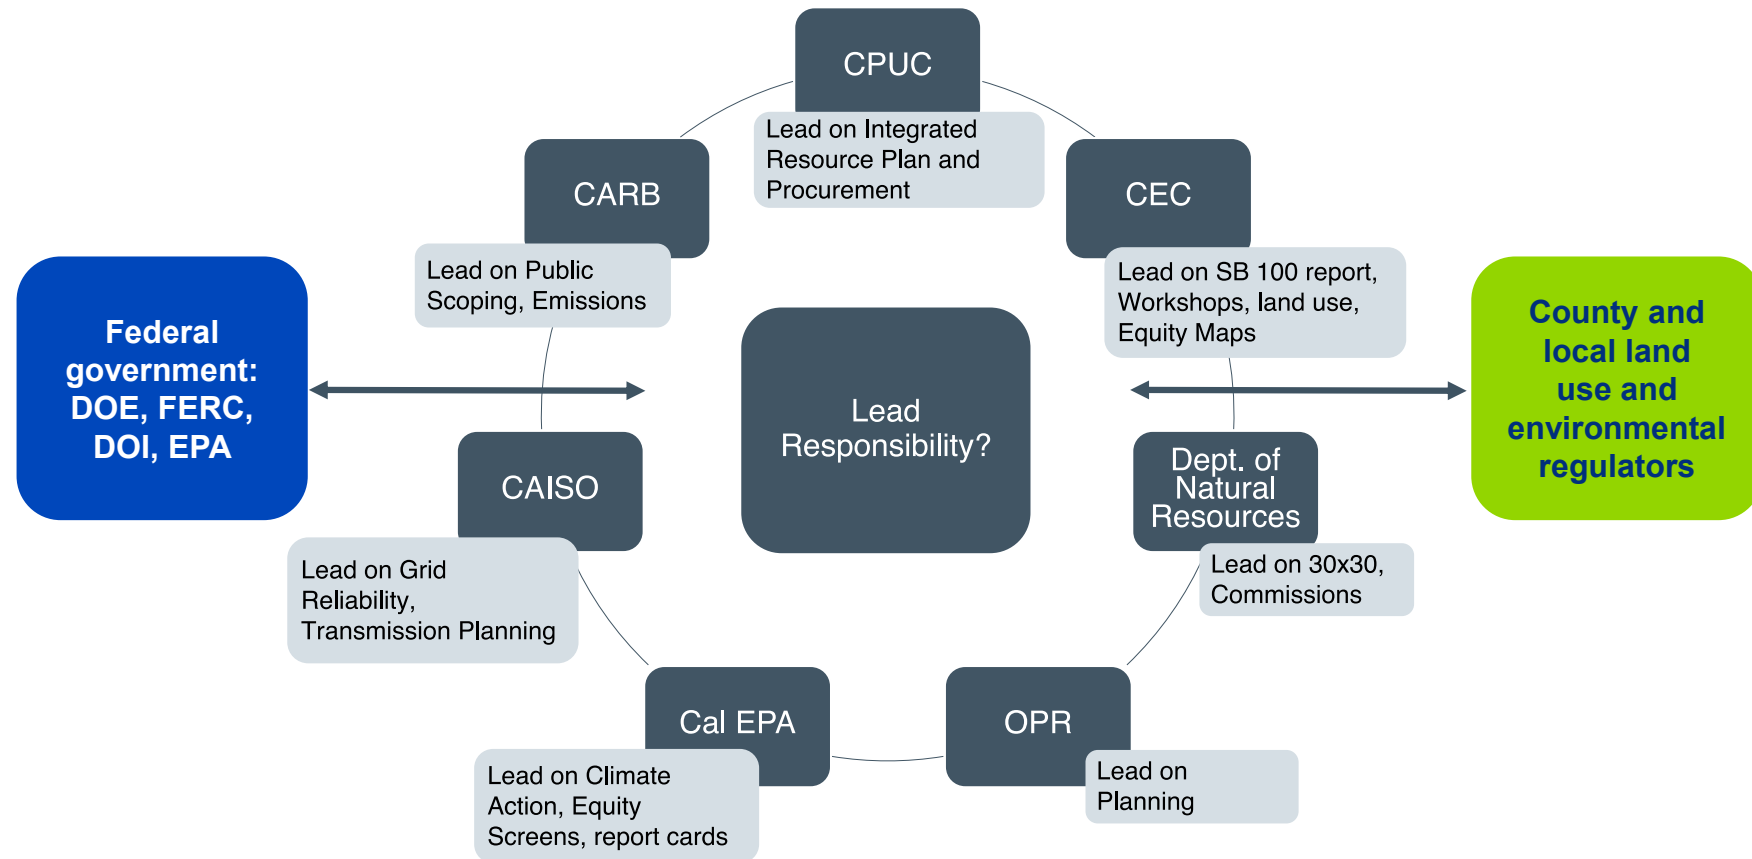 CPUC
Lead on Integrated
Resource Plan and
Procurement
CARB
Lead on Public
Scoping, Emissions
CEC
Lead on SB 100 report,
Workshops, land use,
Equity Maps
Federal
government:
DOE, FERC,
DOI, EPA
Lead
Responsibility?
County and
local land
use and
environmental
regulators
CAISO
Lead on Grid
Reliability,
Transmission Planning
Dept. of
Natural
Resources
Lead on 30x30,
Commissions
Cal EPA
Lead on Climate
Action, Equity
Screens, report cards
OPR
Lead on
Planning